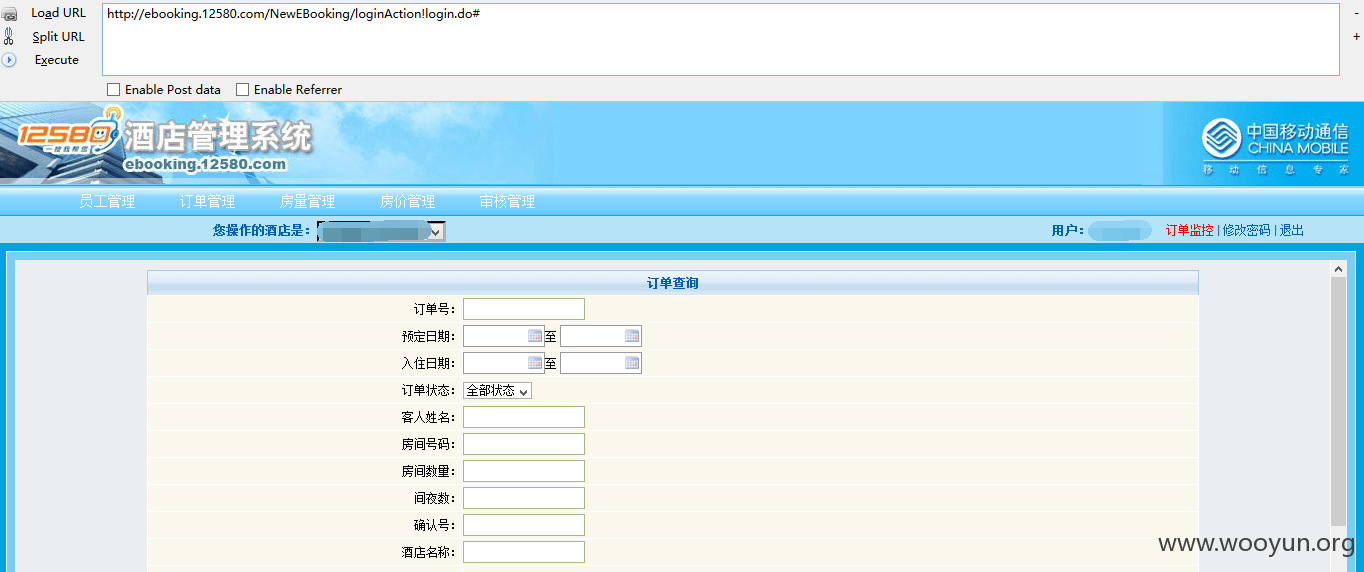 Load URL
http://ebooking.12580.com/NewEBooking/loginAction!login.do#
-
Split URL
+
Execute
Enable Post data Enable Referrer
12580 酒店管理系统
一按我帮您
ebooking.12580.com
中国移动通信
CHINA MOBILE
移 动 信 息 专 家
员工管理 订单管理 房量管理 房价管理 审核管理
您操作的酒店是： 用户： 订单监控 | 修改密码 | 退出
订单查询
订单号：
预定日期： 至
入住日期： 至
订单状态： 全部状态
客人姓名：
房间号码：
房间数量：
间夜数：
确认号：
酒店名称：
www.wooyun.org